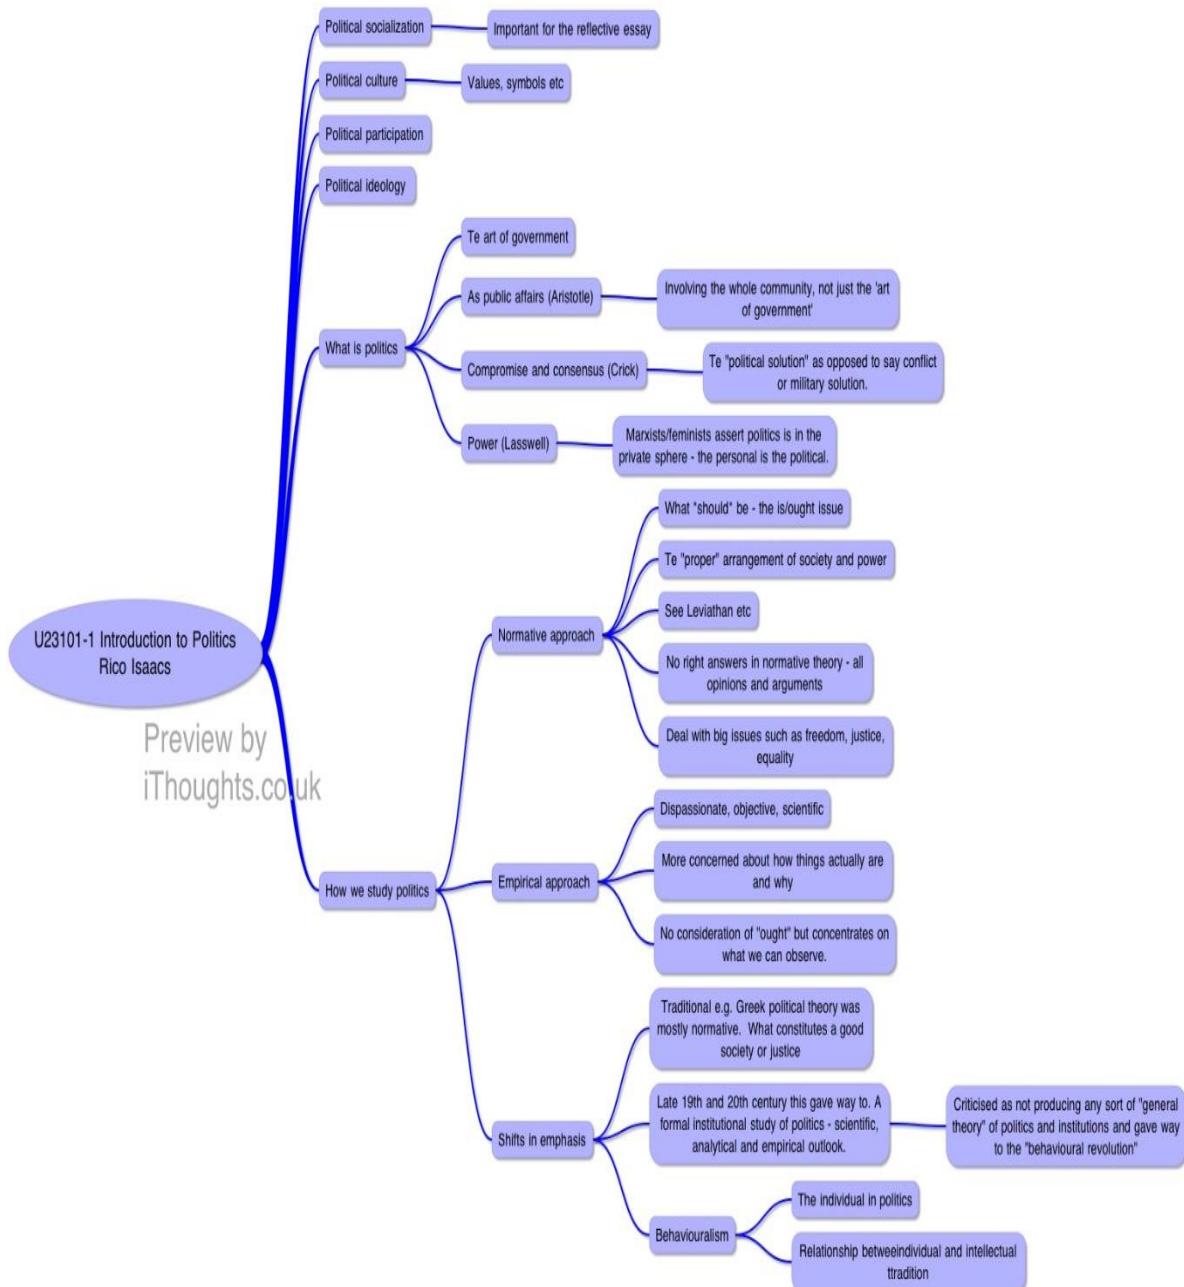 Political socialization
Important for the reflective essay
Political culture
Values, symbols etc
Political participation
Political ideology
What is politics
Te art of government
As public affairs (Aristotle)
Involving the whole community, not just the 'art
of government'
Compromise and consensus (Crick)
Te "political solution" as opposed to say conflict
or military solution.
Power (Lasswell)
Marxists/feminists assert politics is in the
private sphere - the personal is the political.
U23101-1 Introduction to Politics
Rico Isaacs
Preview by
iThoughts.co.uk
How we study politics
Normative approach
What "should" be - the is/ought issue
Te "proper" arrangement of society and power
See Leviathan etc
No right answers in normative theory - all
opinions and arguments
Deal with big issues such as freedom, justice,
equality
Empirical approach
Dispassionate, objective, scientific
More concerned about how things actually are
and why
No consideration of "ought" but concentrates on
what we can observe.
Shifts in emphasis
Traditional e.g. Greek political theory was
mostly normative.  What constitutes a good
society or justice
Late 19th and 20th century this gave way to. A
formal institutional study of politics - scientific,
analytical and empirical outlook.
Criticised as not producing any sort of "general
theory" of politics and institutions and gave way
to the "behavioural revolution"
Behaviouralism
The individual in politics
Relationship betweeindividual and intellectual
ttradition